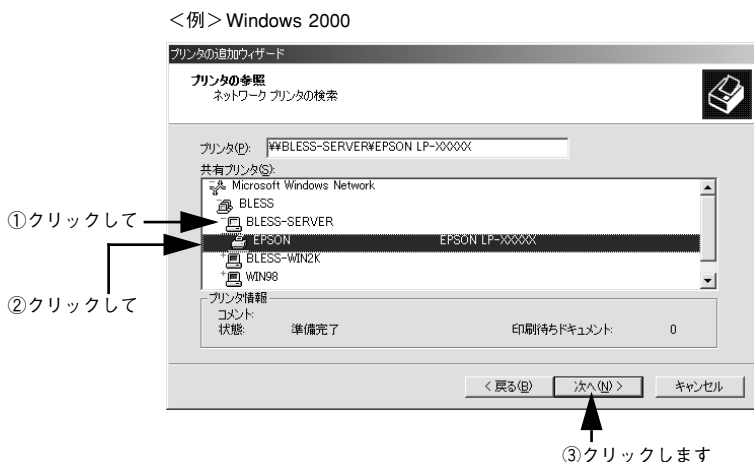 ＜例＞Windows 2000
プリンタの追加ウィザード
プリンタの参照
ネットワーク プリンタの検索
プリンタ(P): ¥¥BLESS-SERVER¥EPSON LP-XXXXX
共有プリンタ(S):
Microsoft Windows Network
BLESS
①クリックして
BLESS-SERVER
EPSON EPSON LP-XXXXX
BLESS-WIN2K
②クリックして
WIN98
プリンタ情報
コメント:
状態: 準備完了 印刷待ちドキュメント: 0
< 戻る(B) 次へ(N) > キャンセル
③クリックします